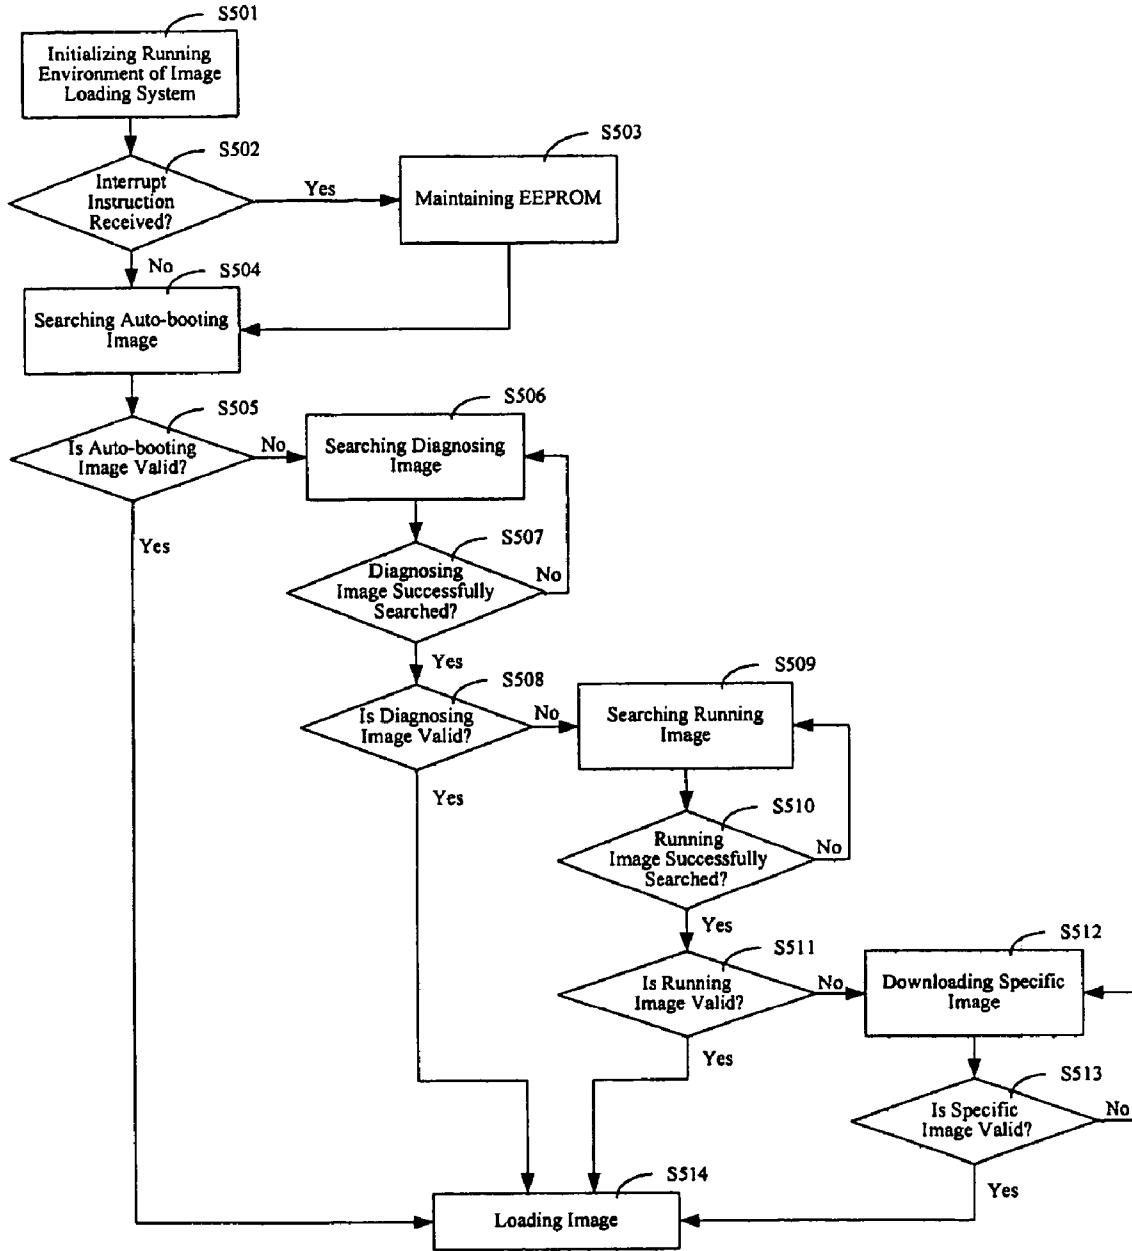 S501
Initializing Running
Environment of Image
Loading System
S502
Interrupt
Instruction
Received?
Yes
S503
Maintaining EEPROM
No
S504
Searching Auto-booting
Image
S505
Is Auto-booting
Image Valid?
No
S506
Searching Diagnosing
Image
Yes
S507
Diagnosing
Image Successfully
Searched?
No
Yes
S508
Is Diagnosing
Image Valid?
No
S509
Searching Running
Image
Yes
S510
Running
Image Successfully
Searched?
No
Yes
S511
Is Running
Image Valid?
No
S512
Downloading Specific
Image
Yes
S513
Is Specific
Image Valid?
No
Yes
S514
Loading Image